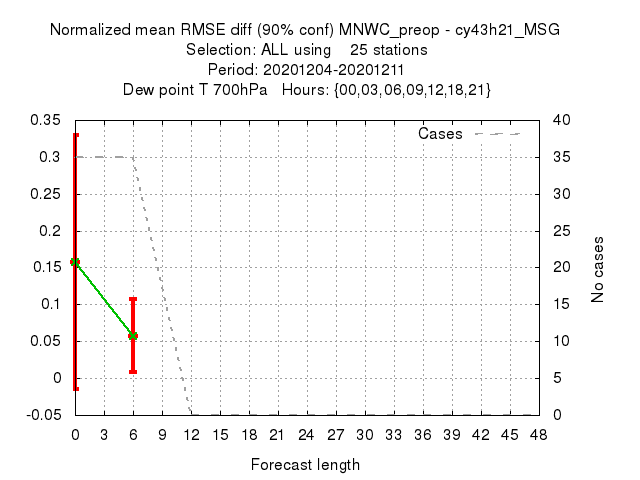 Normalized mean RMSE diff (90% conf) MNWC_preop - cy43h21_MSG
Selection: ALL using    25 stations
Period: 20201204-20201211
Dew point T 700hPa   Hours: {00,03,06,09,12,18,21}
Cases
0.35
0.3
0.25
0.2
0.15
0.1
0.05
0
-0.05
40
35
30
25
20
15
10
5
0
No cases
0 3 6 9 12 15 18 21 24 27 30 33 36 39 42 45 48
Forecast length